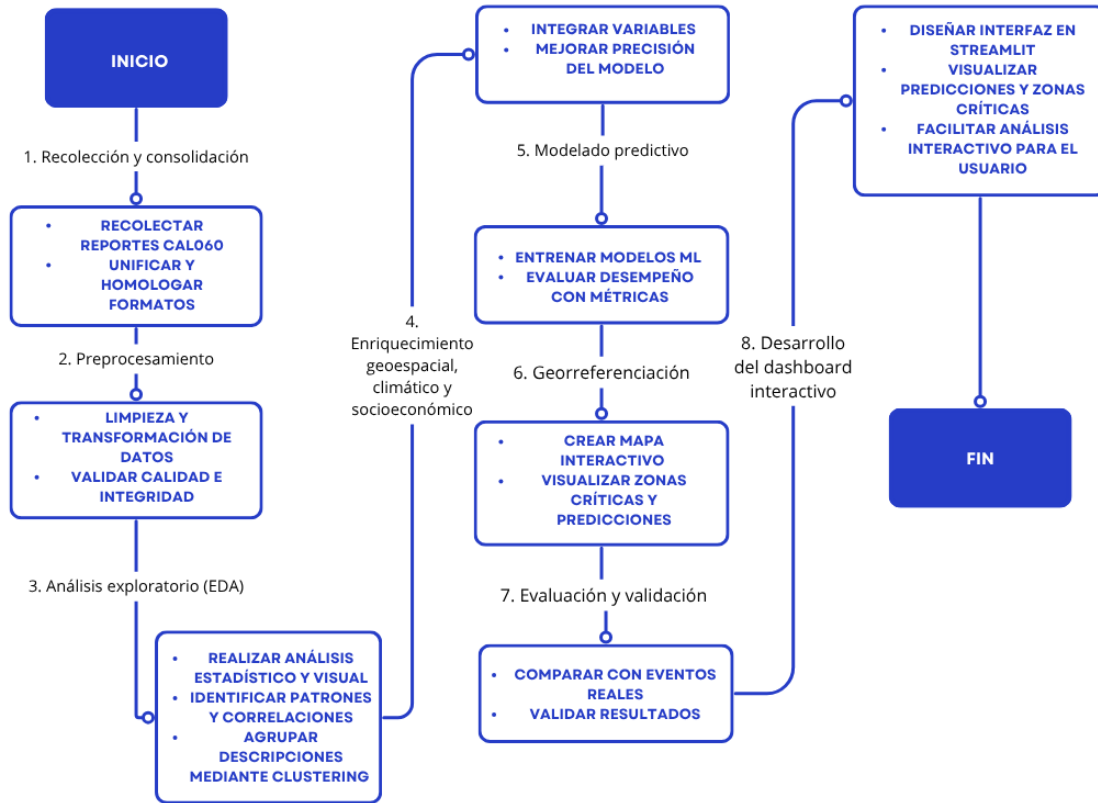 INICIO
1. Recolección y consolidación
• RECOLECTAR
REPORTES CAL060
• UNIFICAR Y
HOMOLOGAR
FORMATOS
2. Preprocesamiento
• LIMPIEZA Y
TRANSFORMACIÓN DE
DATOS
• VALIDAR CALIDAD E
INTEGRIDAD
3. Análisis exploratorio (EDA)
• REALIZAR ANÁLISIS
ESTADÍSTICO Y VISUAL
• IDENTIFICAR PATRONES
Y CORRELACIONES
• AGRUPAR
DESCRIPCIONES
MEDIANTE CLUSTERING
4.
Enriquecimiento
geoespacial,
climático y
socioeconómico
• INTEGRAR VARIABLES
• MEJORAR PRECISIÓN
DEL MODELO
5. Modelado predictivo
• ENTRENAR MODELOS ML
• EVALUAR DESEMPEÑO
CON MÉTRICAS
6. Georreferenciación
• CREAR MAPA
INTERACTIVO
• VISUALIZAR ZONAS
CRÍTICAS Y
PREDICCIONES
7. Evaluación y validación
• COMPARAR CON EVENTOS
REALES
• VALIDAR RESULTADOS
8. Desarrollo
del dashboard
interactivo
• DISEÑAR INTERFAZ EN
STREAMLIT
• VISUALIZAR
PREDICCIONES Y ZONAS
CRÍTICAS
• FACILITAR ANÁLISIS
INTERACTIVO PARA EL
USUARIO
FIN